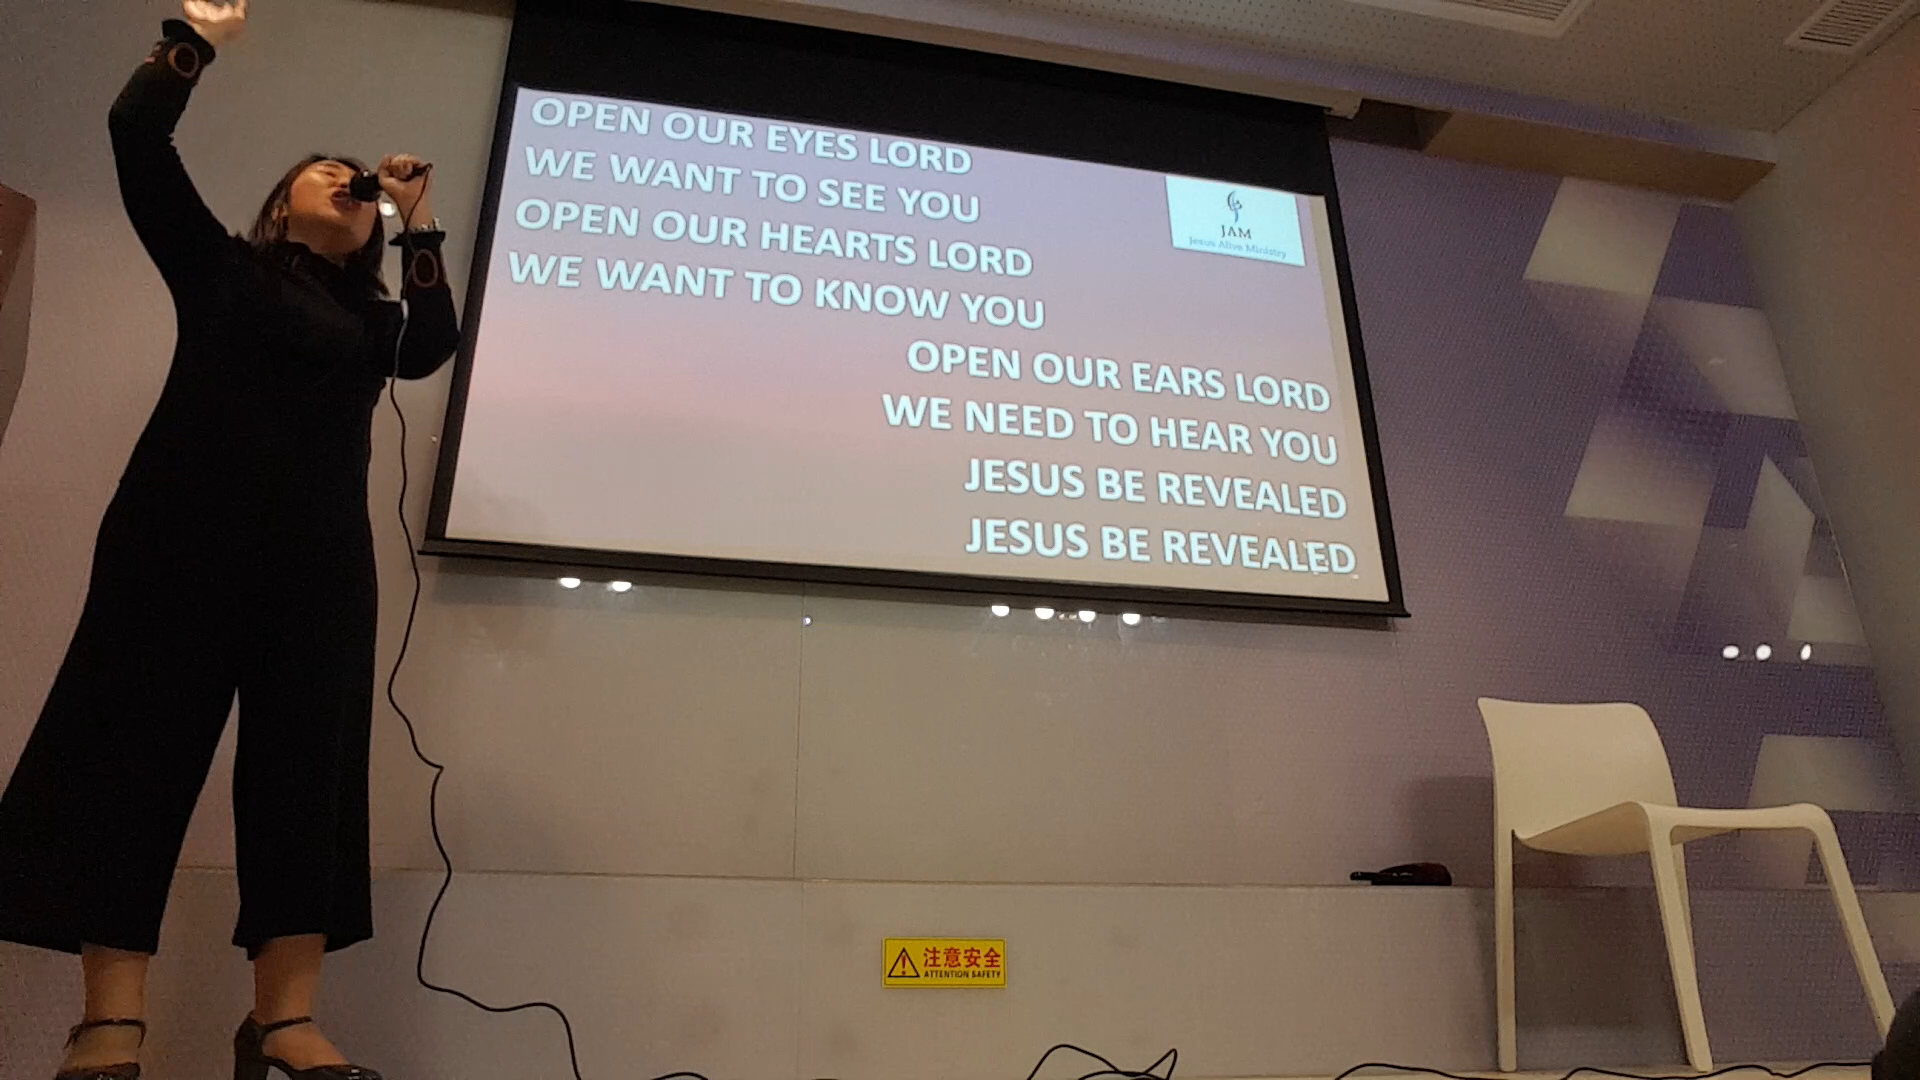 OPEN OUR EYES LORD
WE WANT TO SEE YOU
OPEN OUR HEARTS LORD
WE WANT TO KNOW YOU
JAM
Jesus Alive Ministry
OPEN OUR EARS LORD
WE NEED TO HEAR YOU
JESUS BE REVEALED
JESUS BE REVEALED
注意安全
ATTENTION SAFETY